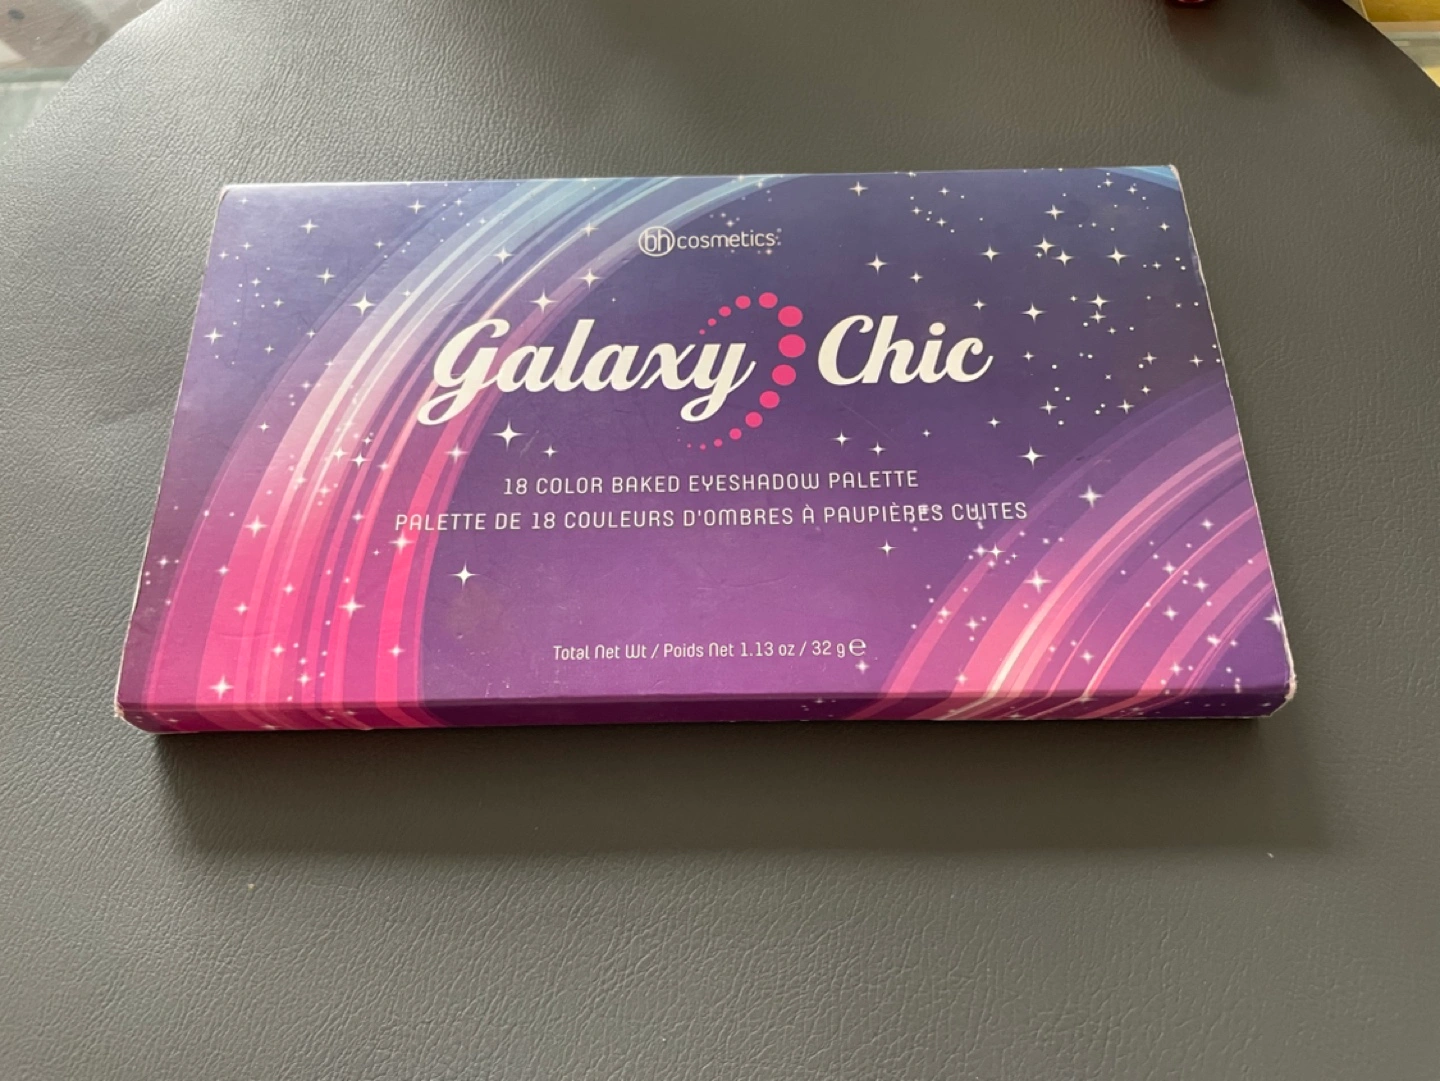 bh cosmetics
Galaxy Chic
18 COLOR BAKED EYESHADOW PALETTE
PALETTE DE 18 COULEURS D'OMBRES À PAUPIÈRES CUITES
Total Net Wt / Poids Net 1.13 oz / 32 g ℮